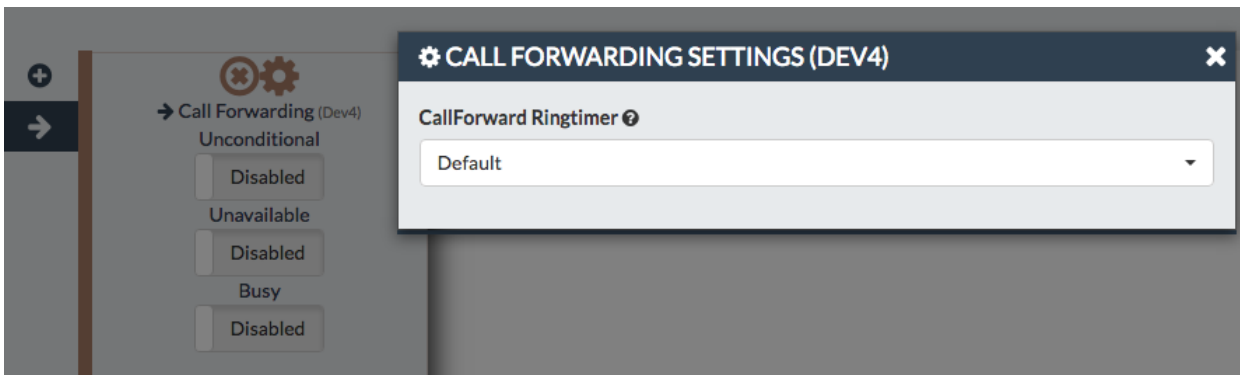 Call Forwarding (Dev4)
Unconditional
Disabled
Unavailable
Disabled
Busy
Disabled
CALL FORWARDING SETTINGS (DEV4)
CallForward Ringtimer
Default